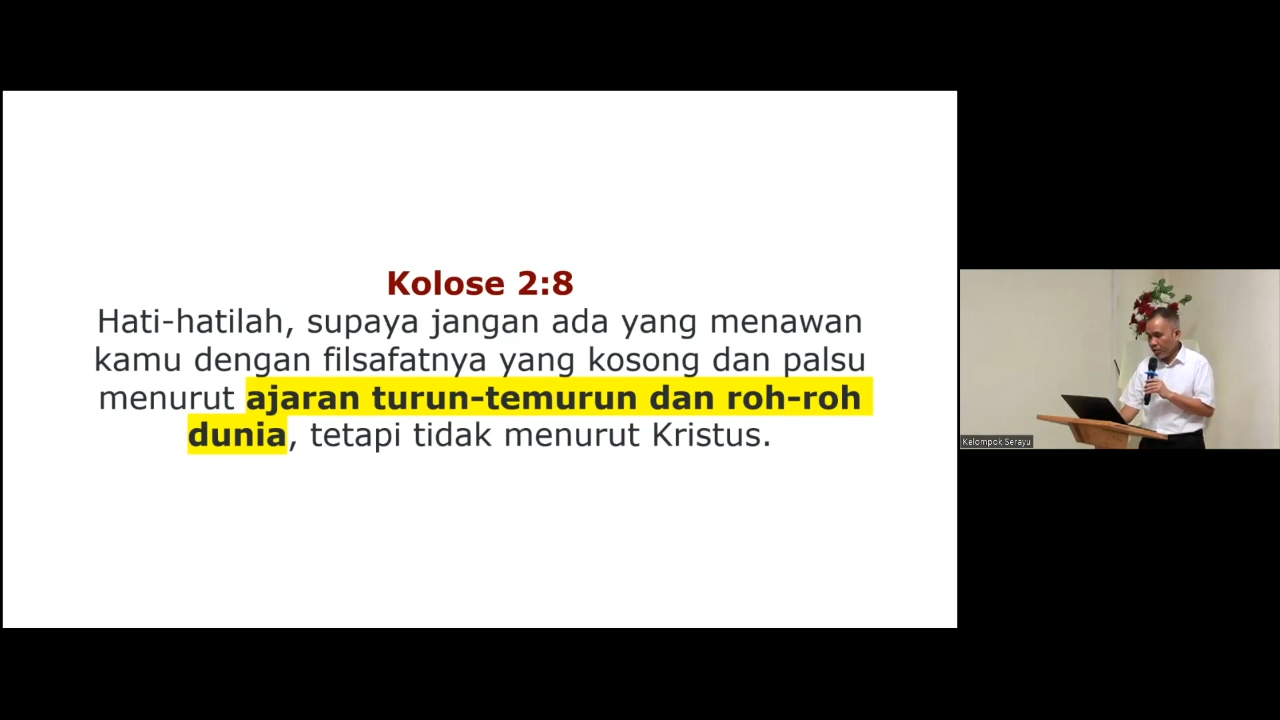 Kolose 2:8
Hati-hatilah, supaya jangan ada yang menawan
kamu dengan filsafatnya yang kosong dan palsu
menurut ajaran turun-temurun dan roh-roh
dunia, tetapi tidak menurut Kristus.
Kelompok Serayu